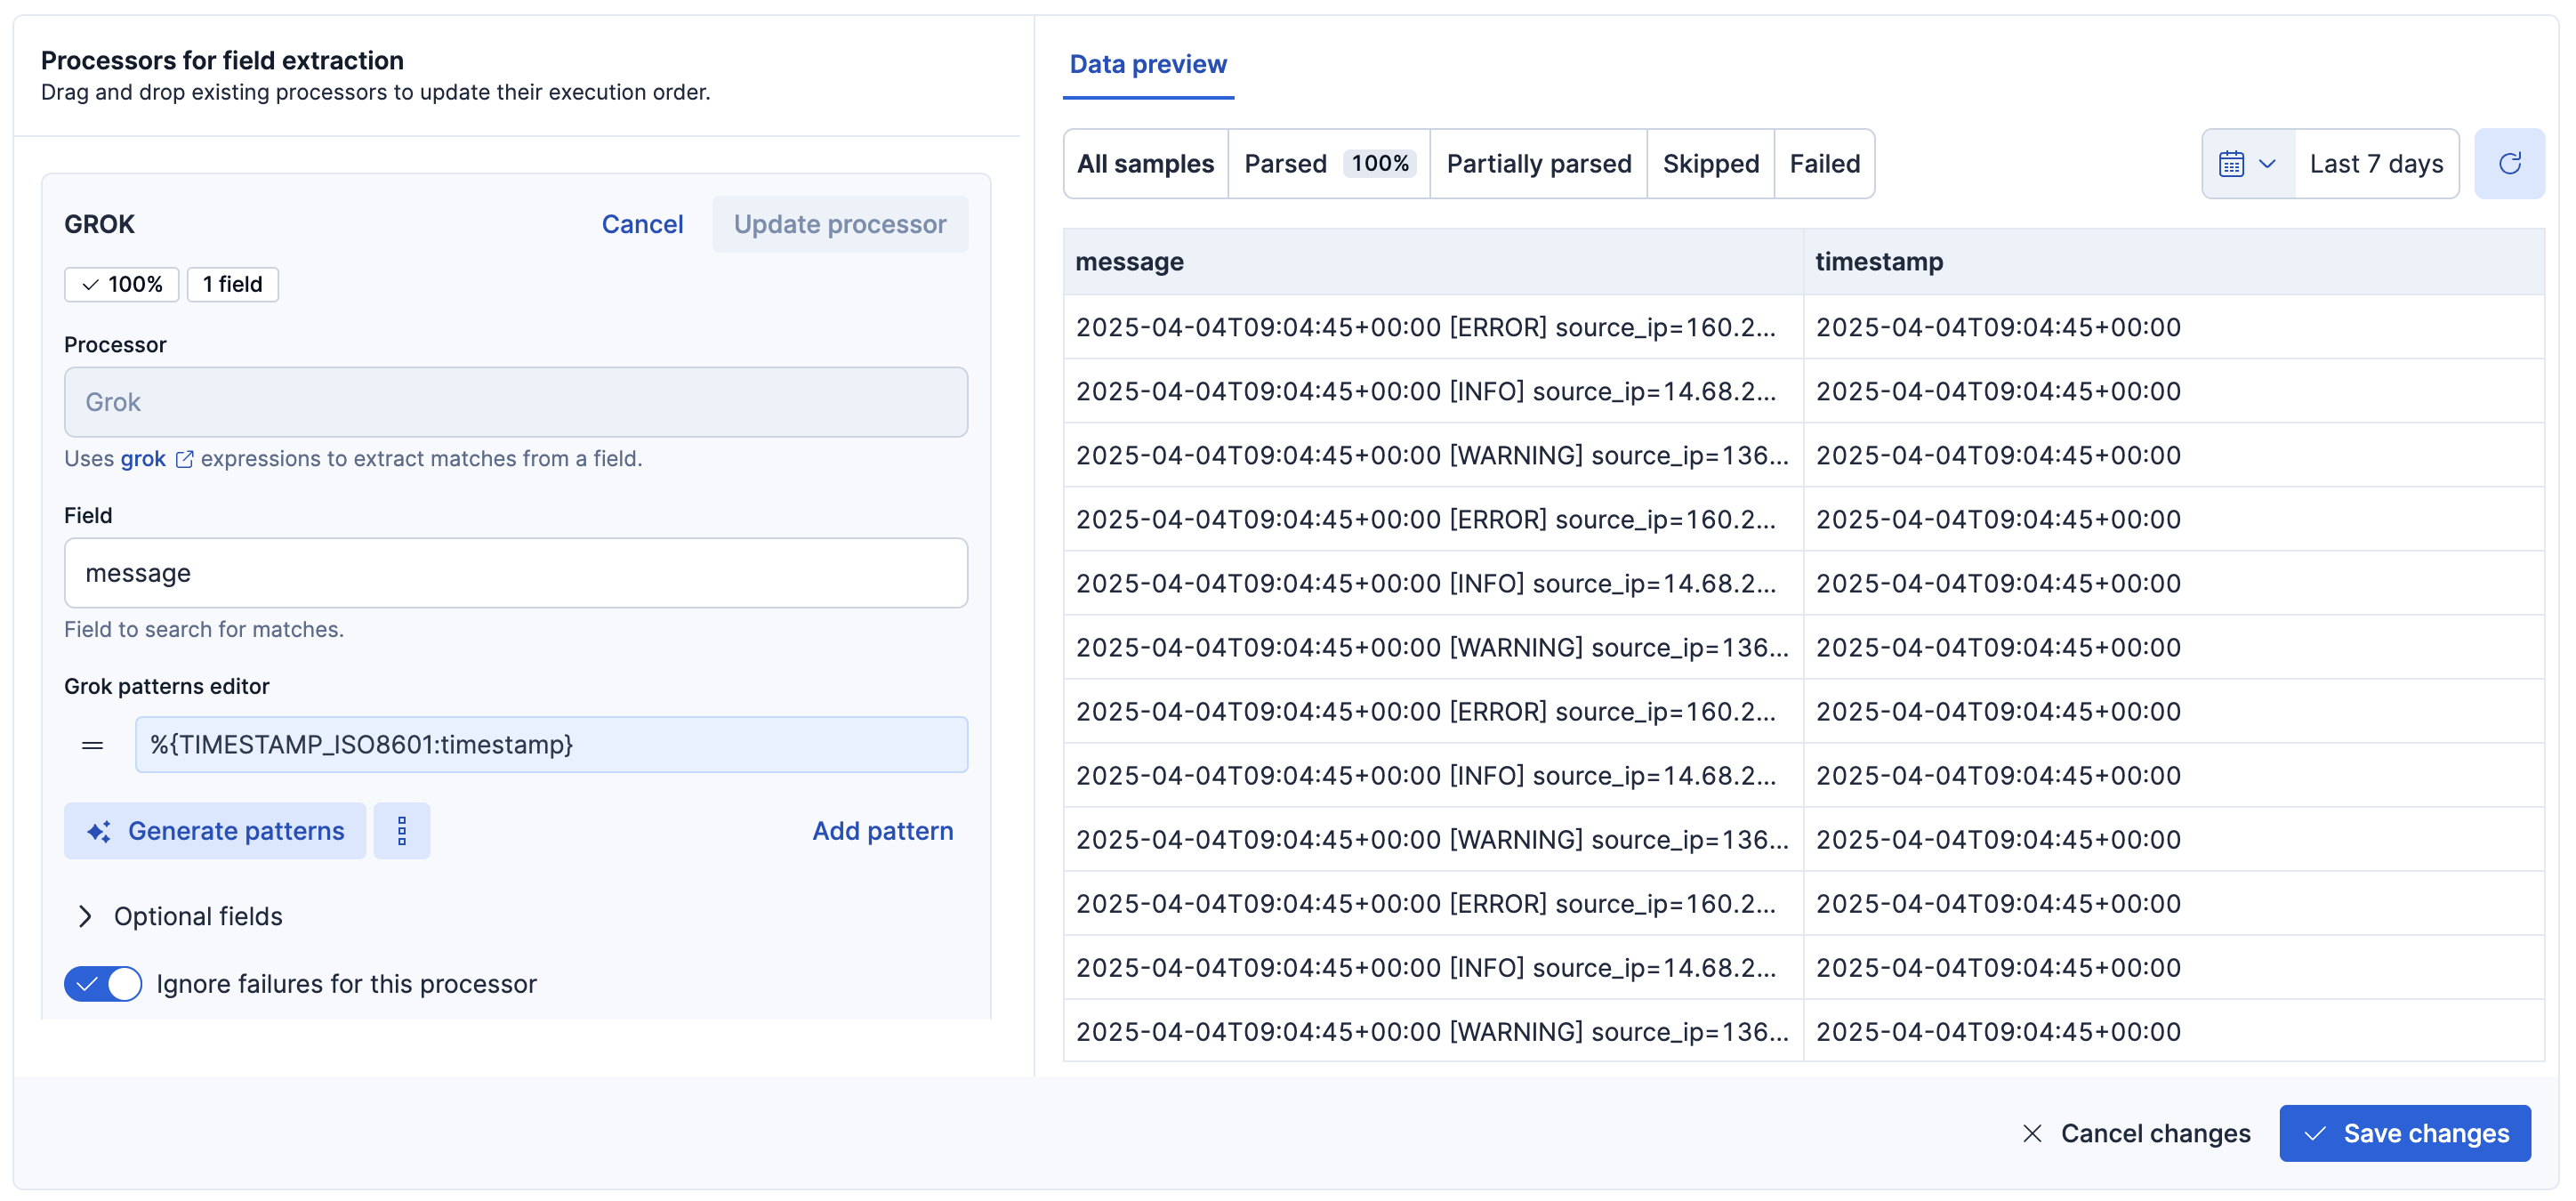 Processors for field extraction
Drag and drop existing processors to update their execution order.
GROK
Cancel
Update processor
100%
1 field
Processor
Grok
Uses grok expressions to extract matches from a field.
Field
message
Field to search for matches.
Grok patterns editor
%{TIMESTAMP_ISO8601:timestamp}
Generate patterns
Add pattern
Optional fields
Ignore failures for this processor
Data preview
All samples
Parsed 100%
Partially parsed
Skipped
Failed
Last 7 days
message timestamp
2025-04-04T09:04:45+00:00 [ERROR] source_ip=160.2... 2025-04-04T09:04:45+00:00
2025-04-04T09:04:45+00:00 [INFO] source_ip=14.68.2... 2025-04-04T09:04:45+00:00
2025-04-04T09:04:45+00:00 [WARNING] source_ip=136... 2025-04-04T09:04:45+00:00
2025-04-04T09:04:45+00:00 [ERROR] source_ip=160.2... 2025-04-04T09:04:45+00:00
2025-04-04T09:04:45+00:00 [INFO] source_ip=14.68.2... 2025-04-04T09:04:45+00:00
2025-04-04T09:04:45+00:00 [WARNING] source_ip=136... 2025-04-04T09:04:45+00:00
2025-04-04T09:04:45+00:00 [ERROR] source_ip=160.2... 2025-04-04T09:04:45+00:00
2025-04-04T09:04:45+00:00 [INFO] source_ip=14.68.2... 2025-04-04T09:04:45+00:00
2025-04-04T09:04:45+00:00 [WARNING] source_ip=136... 2025-04-04T09:04:45+00:00
2025-04-04T09:04:45+00:00 [ERROR] source_ip=160.2... 2025-04-04T09:04:45+00:00
2025-04-04T09:04:45+00:00 [INFO] source_ip=14.68.2... 2025-04-04T09:04:45+00:00
2025-04-04T09:04:45+00:00 [WARNING] source_ip=136... 2025-04-04T09:04:45+00:00
Cancel changes
Save changes